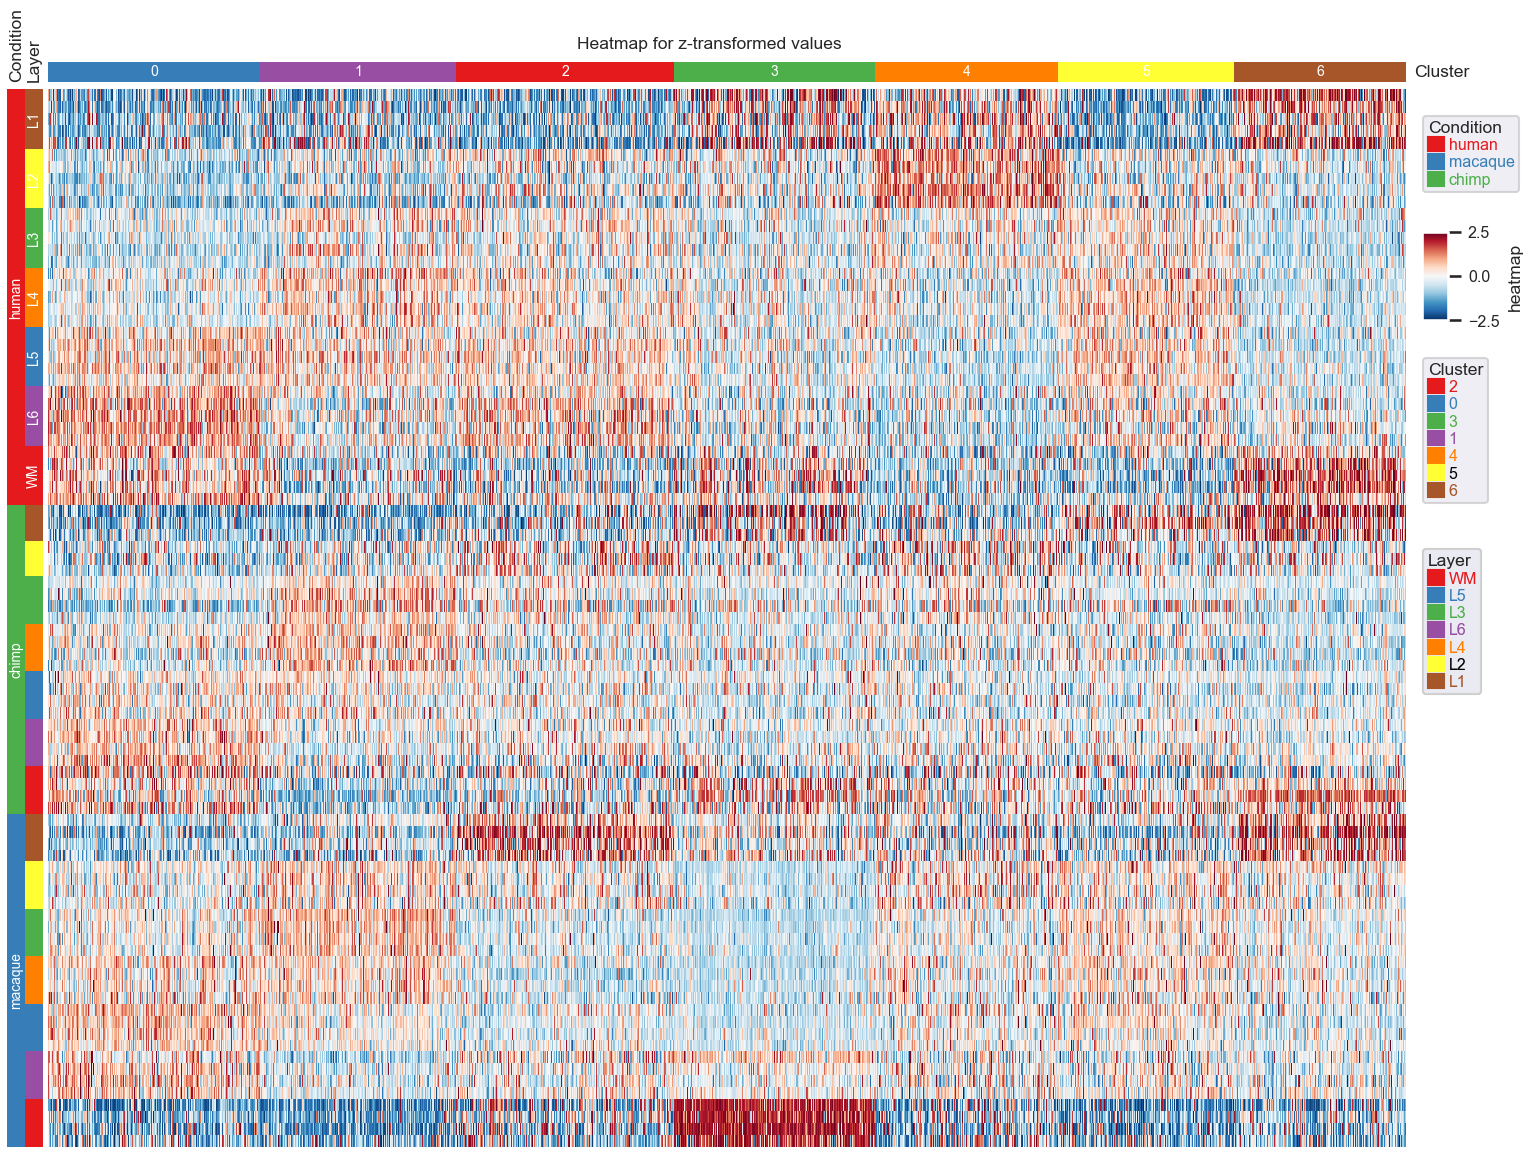 Heatmap for z-transformed values
Condition
Layer
0 1 2 3 4 5 6 Cluster
human
chimp
macaque
L1
L2
L3
L4
L5
L6
WM
Condition
human
macaque
chimp
2.5
0.0
−2.5
heatmap
Cluster
2
0
3
1
4
5
6
Layer
WM
L5
L3
L6
L4
L2
L1